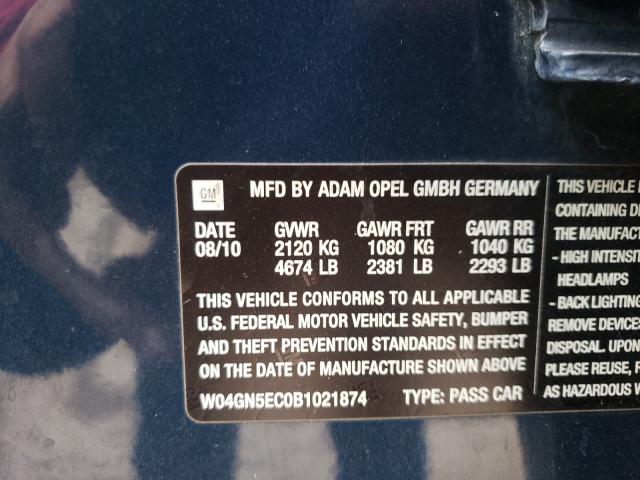 GM
MFD BY ADAM OPEL GMBH GERMANY
DATE GVWR GAWR FRT GAWR RR
08/10 2120 KG 1080 KG 1040 KG
4674 LB 2381 LB 2293 LB
THIS VEHICLE CONFORMS TO ALL APPLICABLE
U.S. FEDERAL MOTOR VEHICLE SAFETY, BUMPER
AND THEFT PREVENTION STANDARDS IN EFFECT
ON THE DATE OF MANUFACTURE SHOWN ABOVE
W04GN5EC0B1021874 TYPE: PASS CAR
THIS VEHICLE
CONTAINING
THE MANUFA
- HIGH INTENSI
HEADLAMPS
- BACK LIGHTING
REMOVE DEVICES
DISPOSAL. UPON
PLEASE REUSE,
AS HAZARDOUS